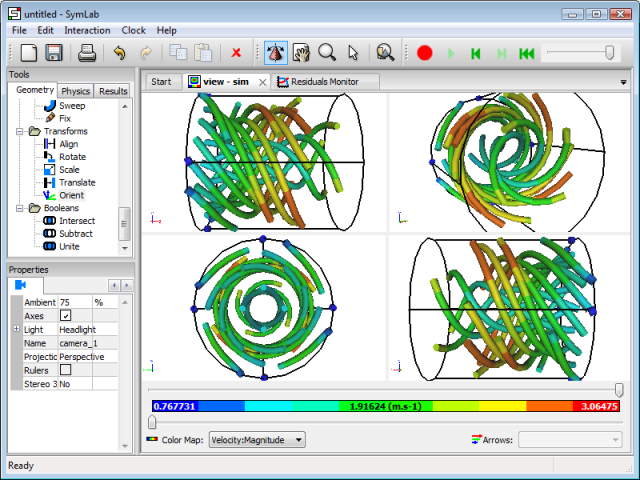 untitled - SymLab
File Edit Interaction Clock Help
Tools
Geometry Physics Results
Sweep
Fix
Transforms
Align
Rotate
Scale
Translate
Orient
Booleans
Intersect
Subtract
Unite
Properties
Ambient 75 %
Axes
Light Headlight
Name camera_1
Projectic Perspective
Rulers
Stereo 3 No
Start view - sim Residuals Monitor
0.767731 1.91624 (m.s-1) 3.06475
Color Map: Velocity:Magnitude Arrows:
Ready